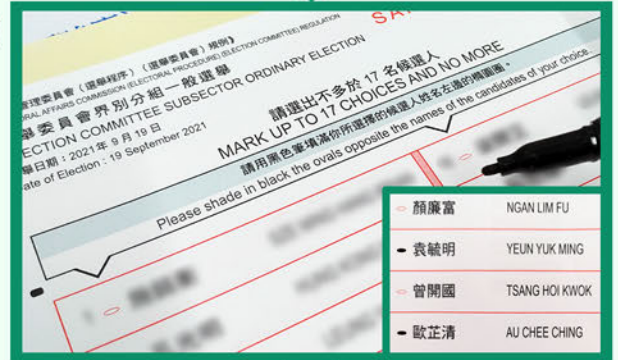 SA
管理委員會（選舉程序）（選舉委員會）規例》
ORAL AFFAIRS COMMISSION (ELECTORAL PROCEDURE) (ELECTION COMMITTEE) REGULATION
舉委員會界別分組一般選舉
ECTION COMMITTEE SUBSECTOR ORDINARY ELECTION
舉日期：2021年9月19日
ate of Election : 19 September 2021
請選出不多於 17 名候選人
MARK UP TO 17 CHOICES AND NO MORE
請用黑色筆填滿你所選擇的候選人姓名左邊的橢圓圈。
Please shade in black the ovals opposite the names of the candidates of your choice.
顏廉富 NGAN LIM FU
袁毓明 YEUN YUK MING
曾開國 TSANG HOI KWOK
歐芷清 AU CHEE CHING